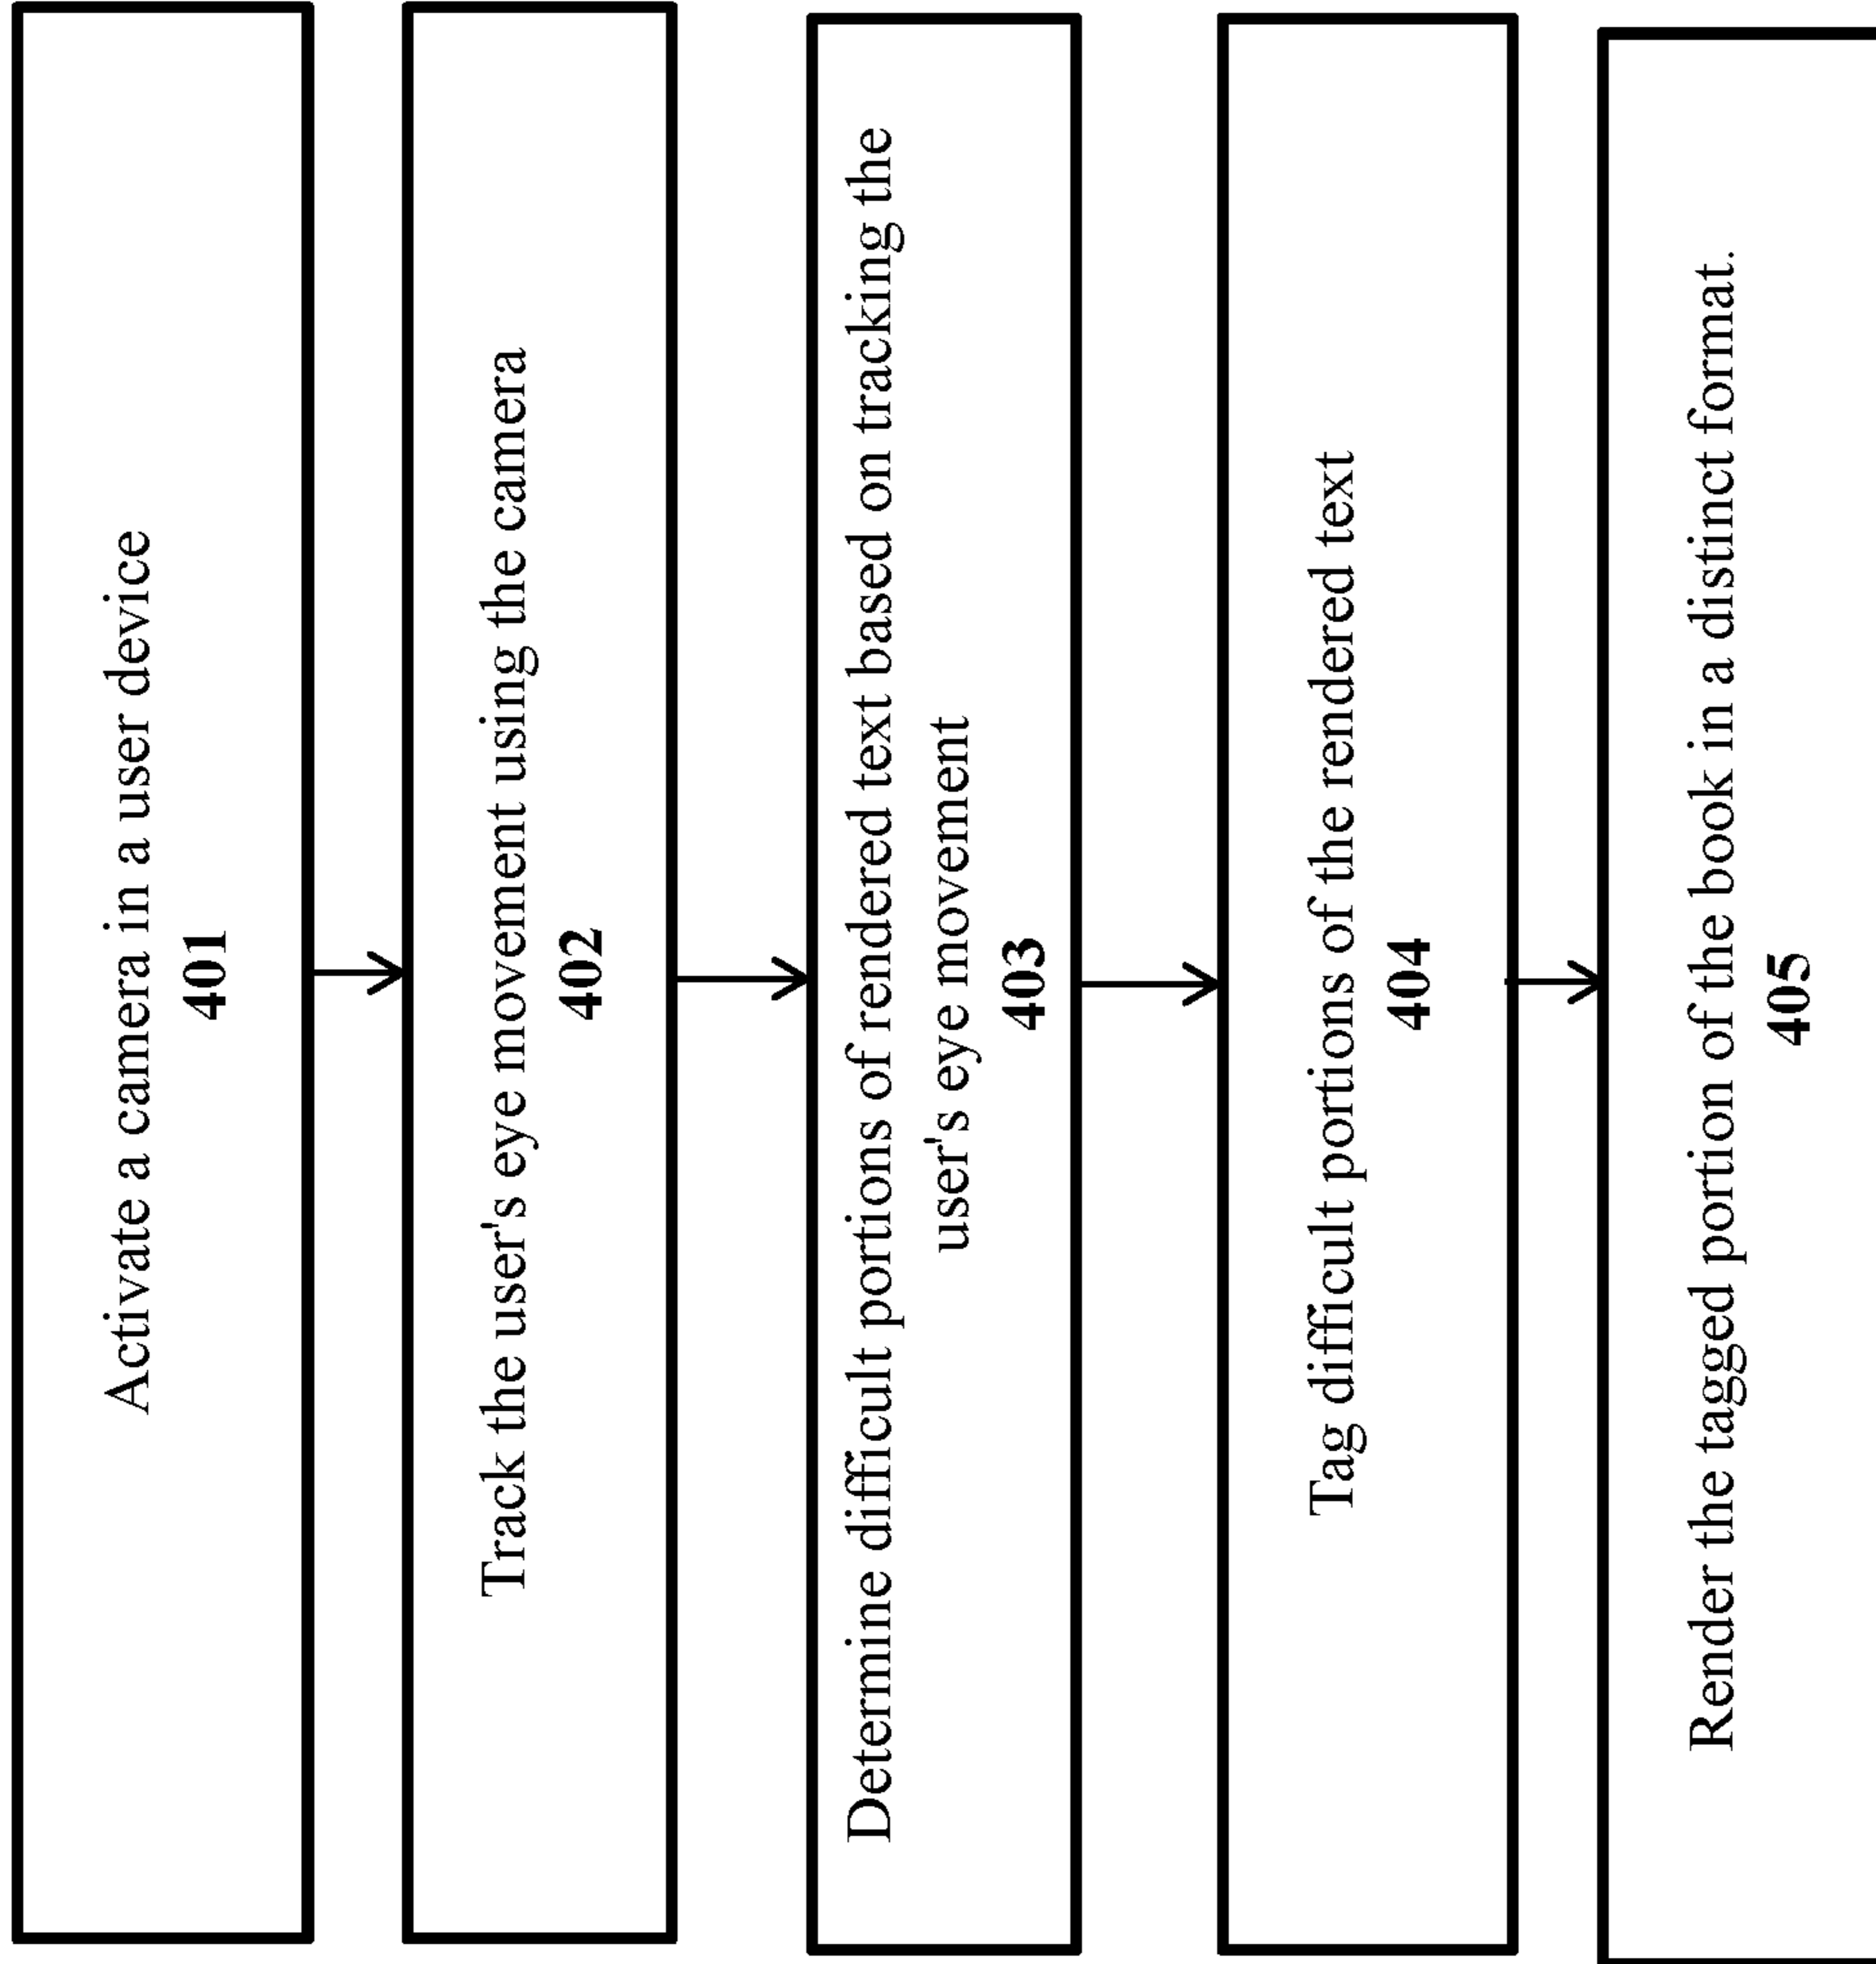 Activate a camera in a user device
401
Track the user's eye movement using the camera
402
Determine difficult portions of rendered text based on tracking the
user's eye movement
403
Tag difficult portions of the rendered text
404
Render the tagged portion of the book in a distinct format.
405